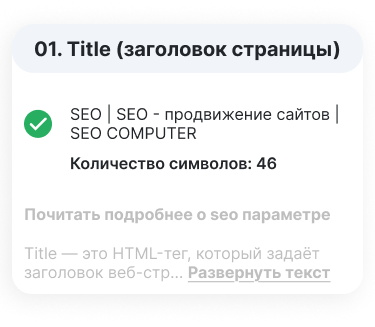 01. Title (заголовок страницы)
SEO | SEO - продвижение сайтов |
SEO COMPUTER
Количество символов: 46
Почитать подробнее о seo параметре
Title — это HTML-тег, который задаёт
заголовок веб-стр... Развернуть текст